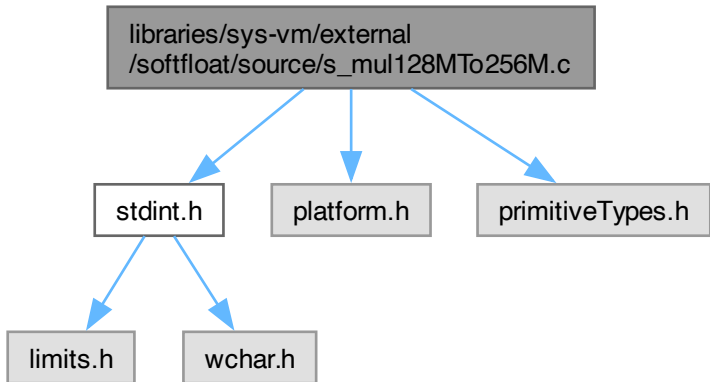 libraries/sys-vm/external
/softfloat/source/s_mul128MTo256M.c
stdint.h
platform.h
primitiveTypes.h
limits.h
wchar.h